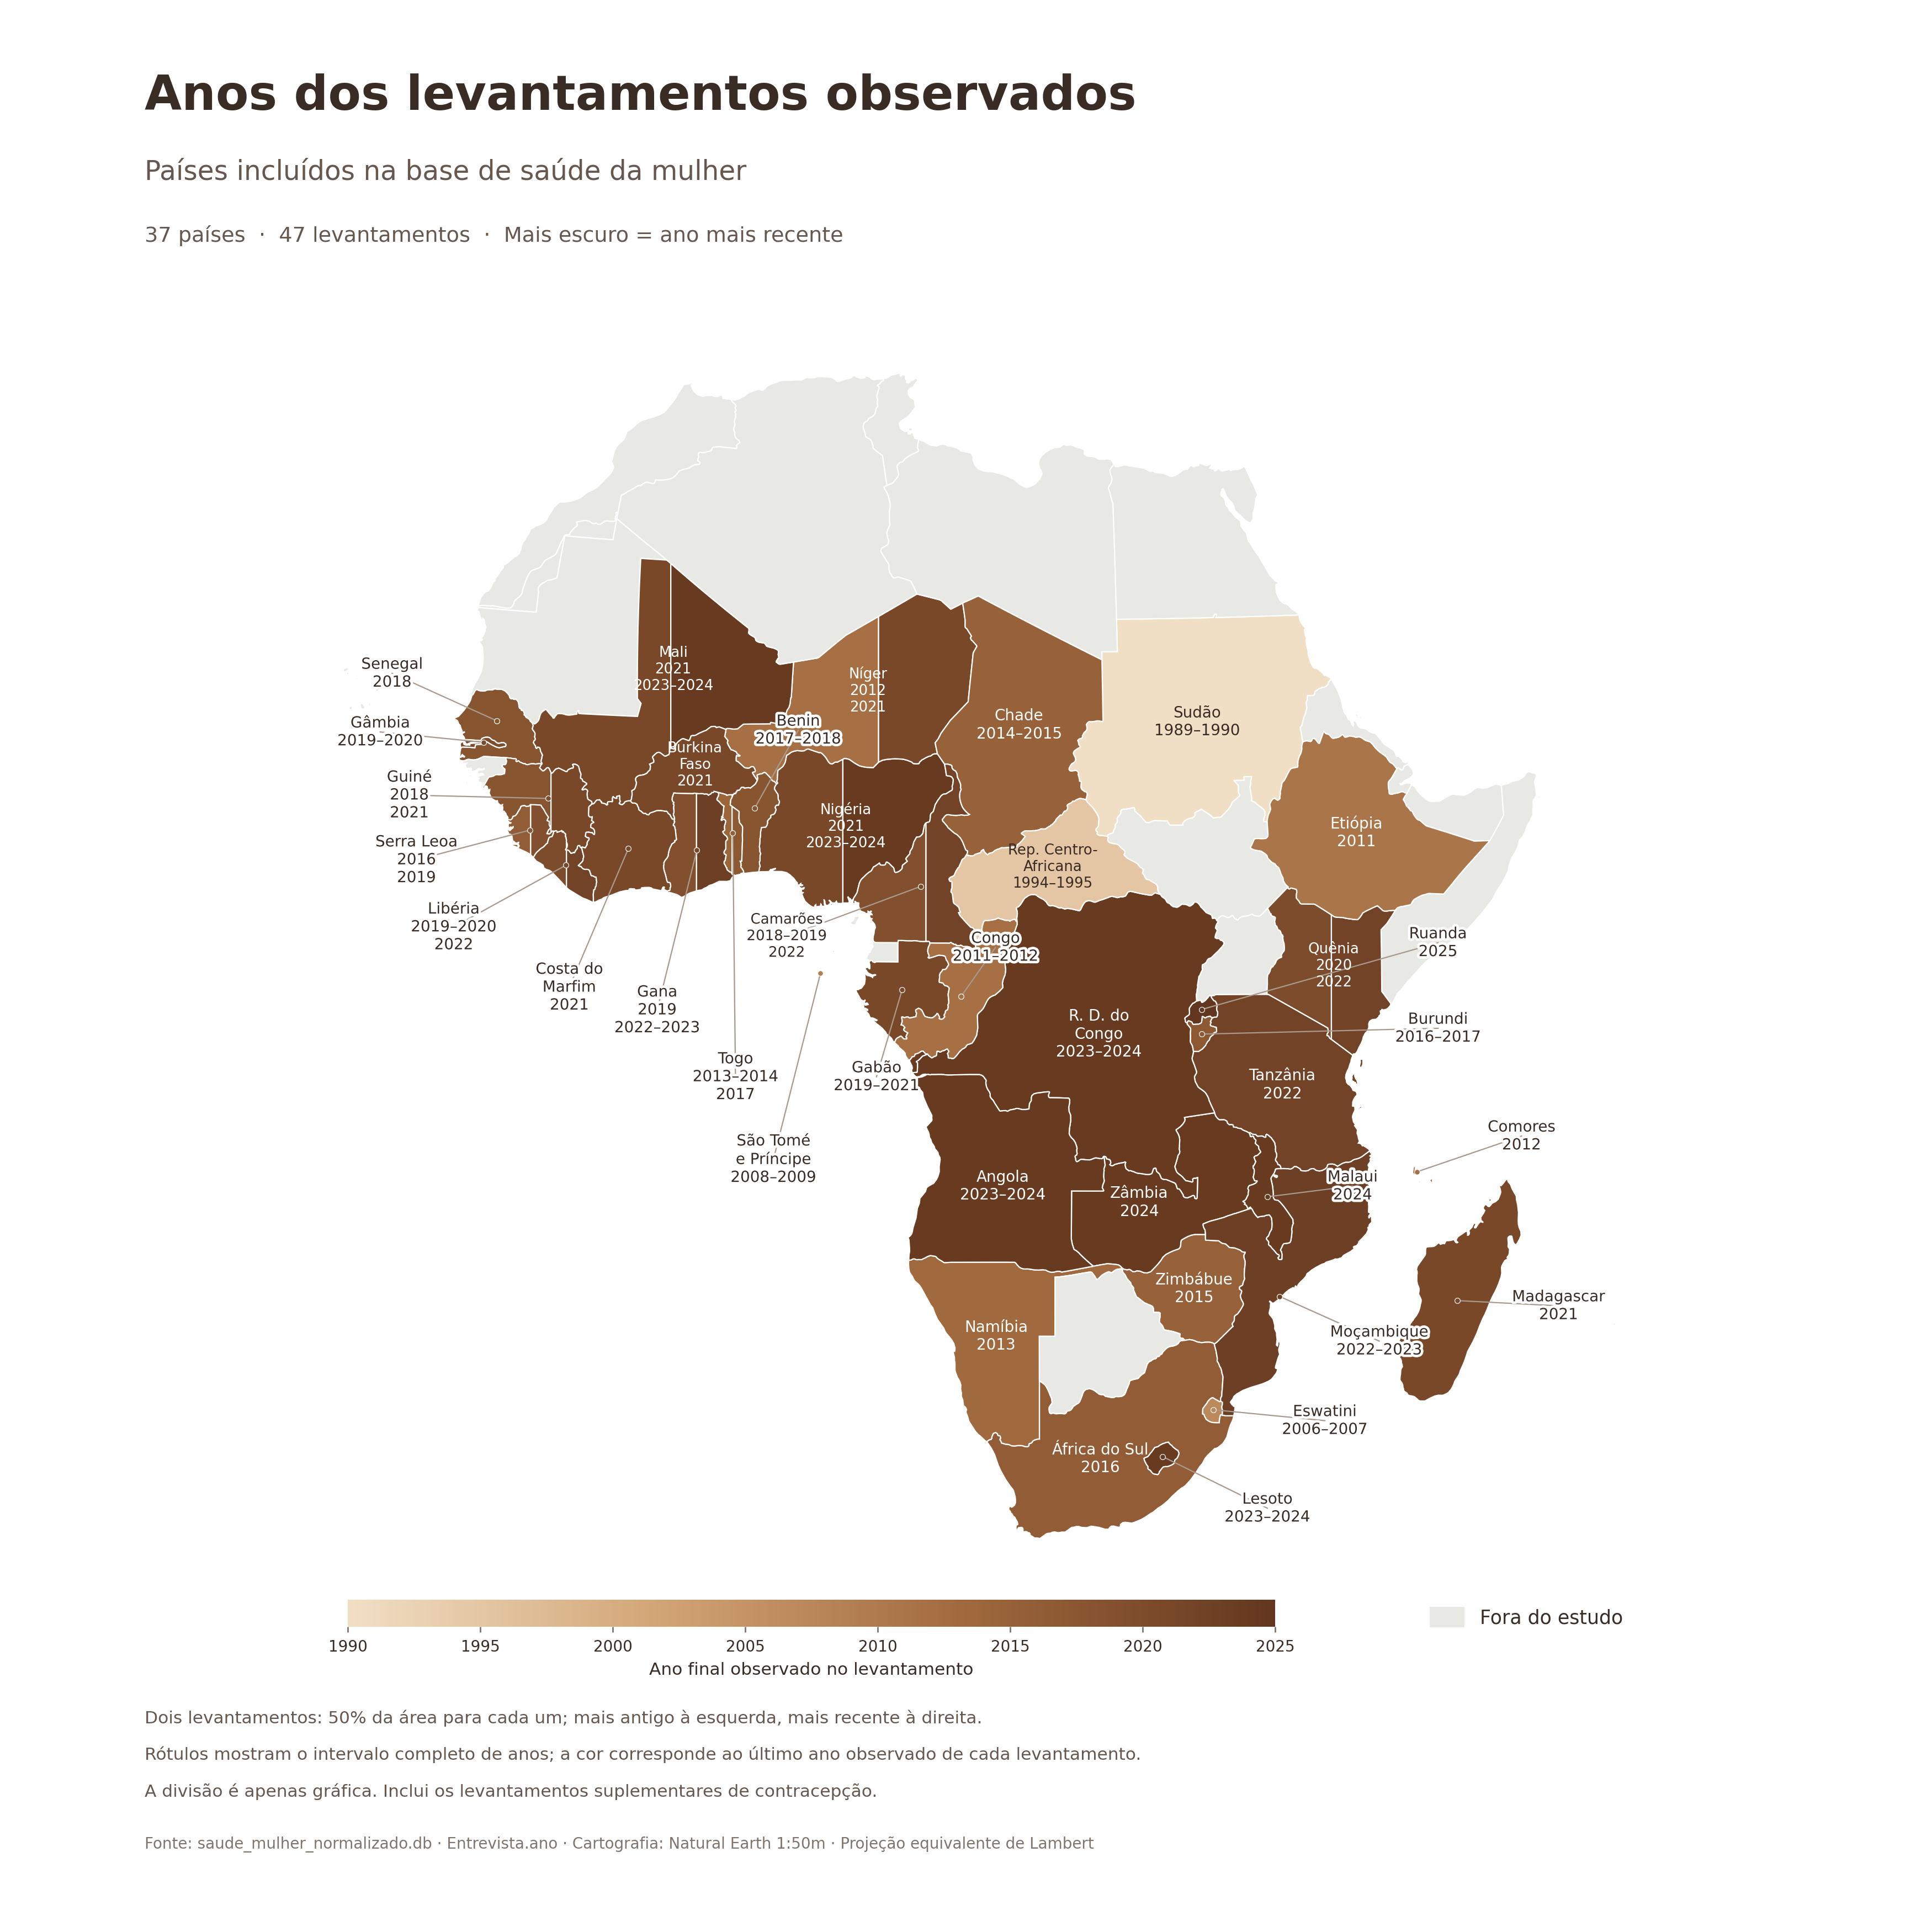 Anos dos levantamentos observados
Países incluídos na base de saúde da mulher
37 países · 47 levantamentos · Mais escuro = ano mais recente
Senegal
2018
Gâmbia
2019–2020
Guiné
2018
2021
Serra Leoa
2016
2019
Libéria
2019–2020
2022
Costa do
Marfim
2021
Gana
2019
2022–2023
Togo
2013–2014
2017
São Tomé
e Príncipe
2008–2009
Mali
2021
2023–2024
Burkina
Faso
2021
Benin
2017–2018
Níger
2012
2021
Nigéria
2021
2023–2024
Camarões
2018–2019
2022
Gabão
2019–2021
Congo
2011–2012
Chade
2014–2015
Sudão
1989–1990
Rep. Centro-
Africana
1994–1995
Etiópia
2011
Quênia
2020
2022
Ruanda
2025
Burundi
2016–2017
R. D. do
Congo
2023–2024
Tanzânia
2022
Comores
2012
Angola
2023–2024
Zâmbia
2024
Malaui
2024
Zimbábue
2015
Madagascar
2021
Moçambique
2022–2023
Namíbia
2013
Eswatini
2006–2007
África do Sul
2016
Lesoto
2023–2024
1990 1995 2000 2005 2010 2015 2020 2025
Ano final observado no levantamento
Fora do estudo
Dois levantamentos: 50% da área para cada um; mais antigo à esquerda, mais recente à direita.
Rótulos mostram o intervalo completo de anos; a cor corresponde ao último ano observado de cada levantamento.
A divisão é apenas gráfica. Inclui os levantamentos suplementares de contracepção.
Fonte: saude_mulher_normalizado.db · Entrevista.ano · Cartografia: Natural Earth 1:50m · Projeção equivalente de Lambert